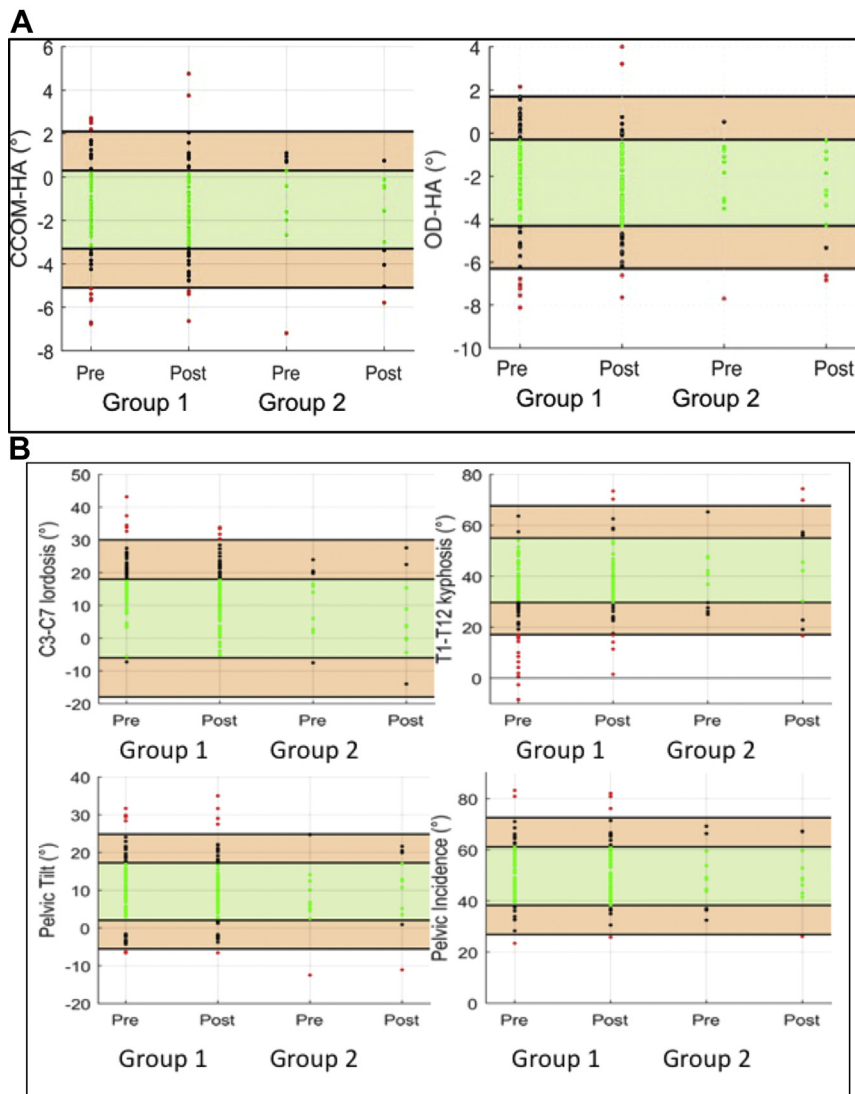 A
CCOM-HA (°)
6
4
2
0
-2
-4
-6
-8
Pre Post Pre Post
Group 1 Group 2
OD-HA (°)
4
2
0
-2
-4
-6
-10
Pre Post Pre Post
Group 1 Group 2
B
C3-C7 lordosis (°)
50
40
30
20
10
0
-10
-20
Pre Post Pre Post
Group 1 Group 2
T1-T12 kyphosis (°)
80
60
40
20
0
Pre Post Pre Post
Group 1 Group 2
Pelvic Tilt (°)
40
30
20
10
0
-10
-20
Pre Post Pre Post
Group 1 Group 2
Pelvic Incidence (°)
80
60
40
20
0
Pre Post Pre Post
Group 1 Group 2